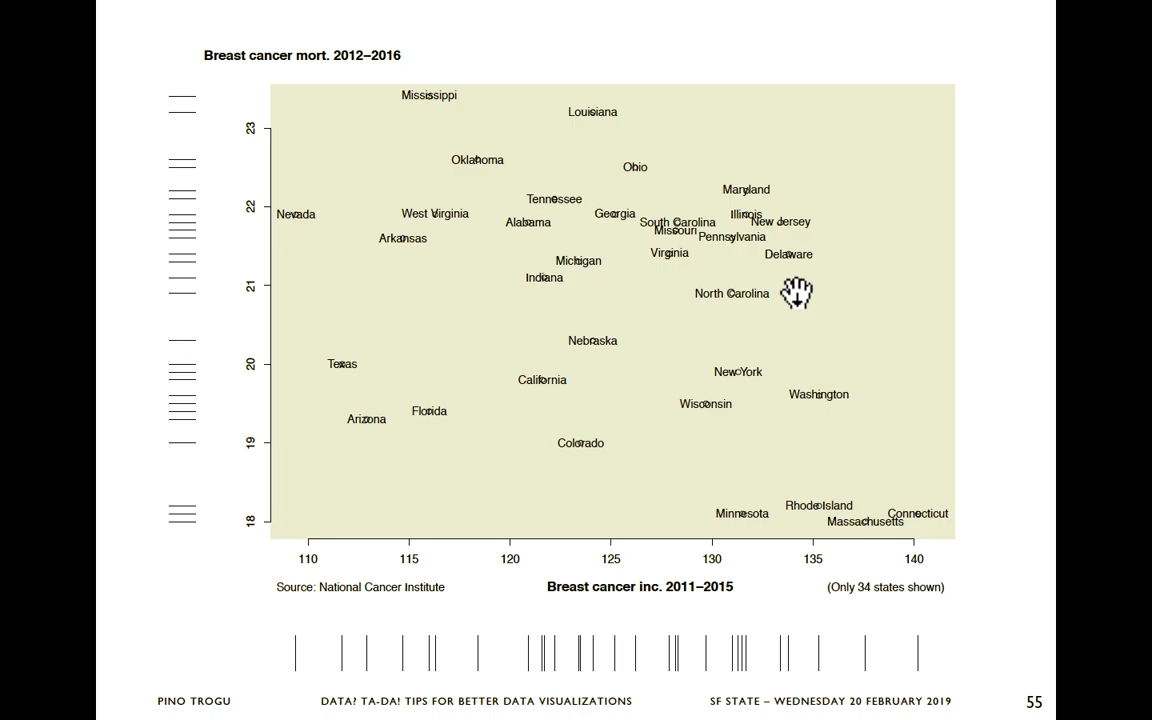 Breast cancer mort. 2012–2016
Mississippi
Louisiana
23
Oklahoma
Ohio
Maryland
Tennessee
22
Nevada
West Virginia
Georgia
Illinois
Alabama
South Carolina
New Jersey
Missouri
Arkansas
Pennsylvania
Virginia
Delaware
Michigan
Indiana
21
North Carolina
Nebraska
20
Texas
New York
California
Washington
Wisconsin
Florida
Arizona
19
Colorado
Rhode Island
Minnesota
Connecticut
18
Massachusetts
110 115 120 125 130 135 140
Source: National Cancer Institute Breast cancer inc. 2011–2015 (Only 34 states shown)
PINO TROGU DATA? TA-DA! TIPS FOR BETTER DATA VISUALIZATIONS SF STATE – WEDNESDAY 20 FEBRUARY 2019 55